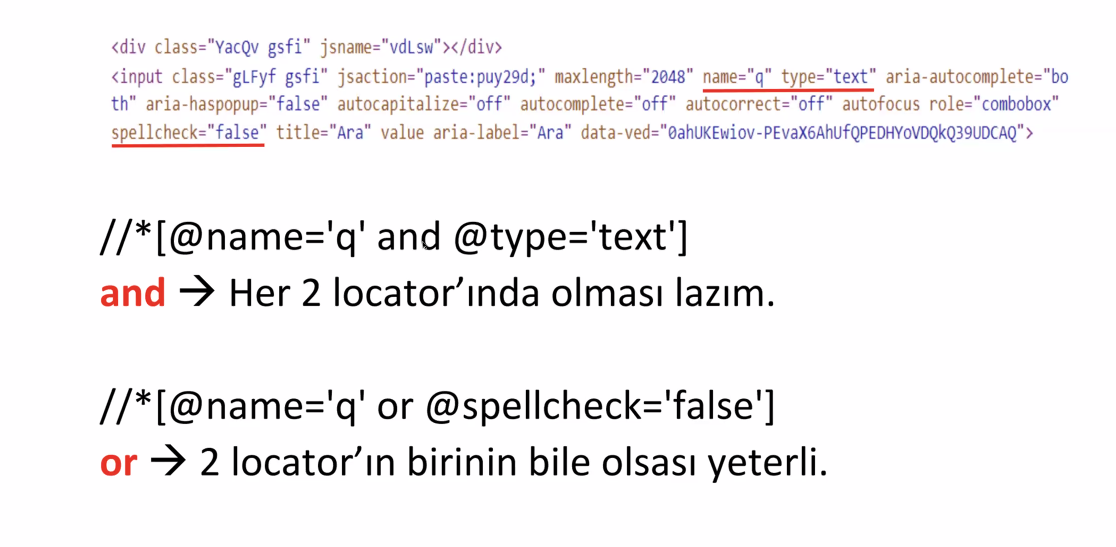 <div class="YacQv gsfi" jsname="vdLsw"></div>
<input class="gLFyf gsfi" jsaction="paste:puy29d;" maxlength="2048" name="q" type="text" aria-autocomplete="bo
th" aria-haspopup="false" autocapitalize="off" autocomplete="off" autocorrect="off" autofocus role="combobox"
spellcheck="false" title="Ara" value aria-label="Ara" data-ved="0ahUKEwiov-PEvaX6AhUfQPEDHYoVDQkQ39UDCAQ">
//*[@name='q' and @type='text']
and → Her 2 locator’ında olması lazım.
//*[@name='q' or @spellcheck='false']
or → 2 locator’ın birinin bile olsası yeterli.